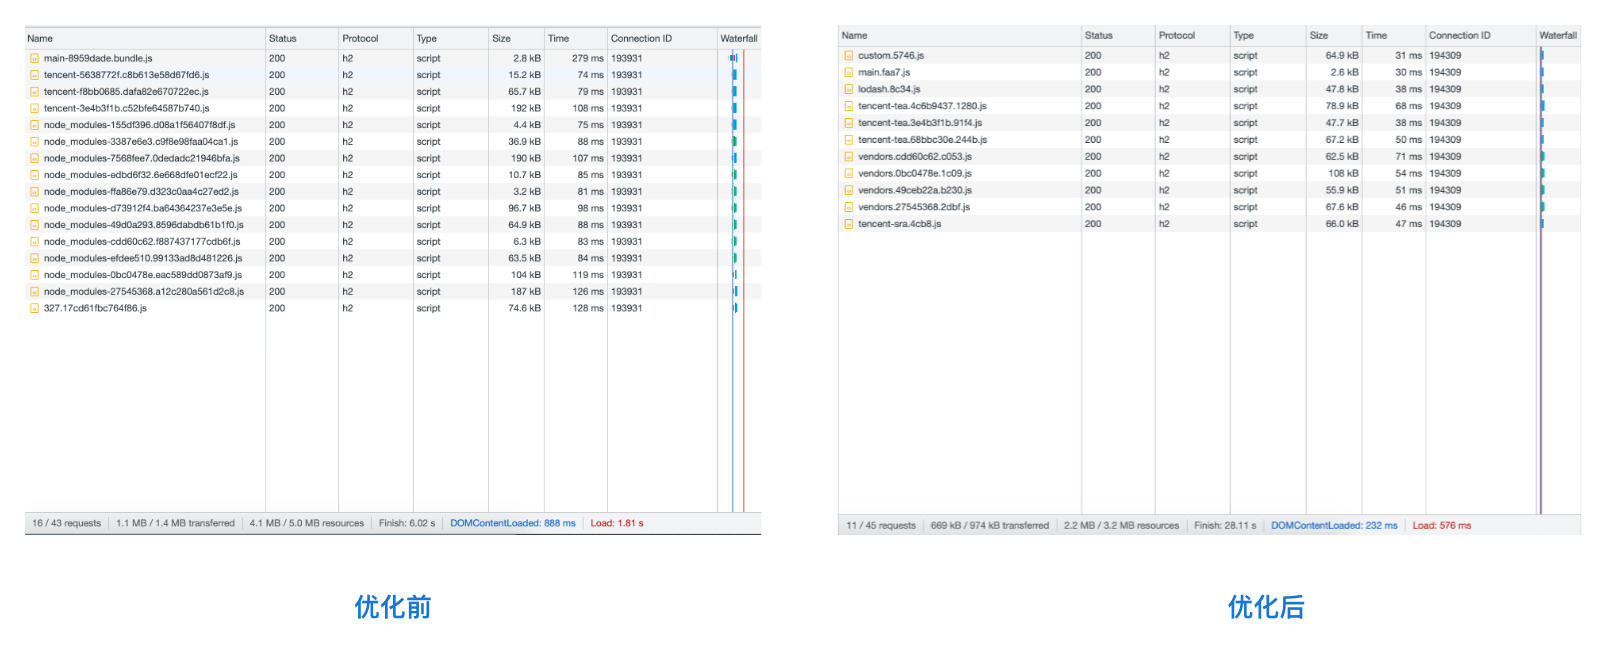 Name Status Protocol Type Size Time Connection ID Waterfall
main-8959dade.bundle.js 200 h2 script 2.8 kB 279 ms 193931
tencent-5638772f.c8b613e58d67fd6.js 200 h2 script 15.2 kB 74 ms 193931
tencent-f8bb0685.dafa82e670722ec.js 200 h2 script 65.7 kB 79 ms 193931
tencent-3e4b3f1b.c52bfe64587b740.js 200 h2 script 192 kB 108 ms 193931
node_modules-155df396.d08a1f56407f8df.js 200 h2 script 4.4 kB 75 ms 193931
node_modules-3387e6e3.c9f8e98faa04ca1.js 200 h2 script 36.9 kB 88 ms 193931
node_modules-7568fee7.0dedadc21946bfa.js 200 h2 script 190 kB 107 ms 193931
node_modules-edbd6f32.6e668dfe01ecf22.js 200 h2 script 10.7 kB 85 ms 193931
node_modules-ffa86e79.d323c0aa4c27ed2.js 200 h2 script 3.2 kB 81 ms 193931
node_modules-d73912f4.ba64364237e3e5e.js 200 h2 script 96.7 kB 98 ms 193931
node_modules-49d0a293.8596dabdb61b1f0.js 200 h2 script 64.9 kB 88 ms 193931
node_modules-cdd60c62.f887437177cdb6f.js 200 h2 script 6.3 kB 83 ms 193931
node_modules-efdee510.99133ad8d481226.js 200 h2 script 63.5 kB 84 ms 193931
node_modules-0bc0478e.eac589dd0873af9.js 200 h2 script 104 kB 119 ms 193931
node_modules-27545368.a12c280a561d2c8.js 200 h2 script 187 kB 126 ms 193931
327.17cd61fbc764f86.js 200 h2 script 74.6 kB 128 ms 193931
16 / 43 requests 1.1 MB / 1.4 MB transferred 4.1 MB / 5.0 MB resources Finish: 6.02 s DOMContentLoaded: 888 ms Load: 1.81 s
优化前
Name Status Protocol Type Size Time Connection ID Waterfall
custom.5746.js 200 h2 script 64.9 kB 31 ms 194309
main.faa7.js 200 h2 script 2.6 kB 30 ms 194309
lodash.8c34.js 200 h2 script 47.8 kB 38 ms 194309
tencent-tea.4c6b9437.1280.js 200 h2 script 78.9 kB 68 ms 194309
tencent-tea.3e4b3f1b.91f4.js 200 h2 script 47.7 kB 38 ms 194309
tencent-tea.68bbc30e.244b.js 200 h2 script 67.2 kB 50 ms 194309
vendors.cdd60c62.c053.js 200 h2 script 62.5 kB 71 ms 194309
vendors.0bc0478e.1c09.js 200 h2 script 108 kB 54 ms 194309
vendors.49ceb22a.b230.js 200 h2 script 55.9 kB 51 ms 194309
vendors.27545368.2dbf.js 200 h2 script 67.6 kB 46 ms 194309
tencent-sra.4cb8.js 200 h2 script 66.0 kB 47 ms 194309
11 / 45 requests 669 kB / 974 kB transferred 2.2 MB / 3.2 MB resources Finish: 28.11 s DOMContentLoaded: 232 ms Load: 576 ms
优化后